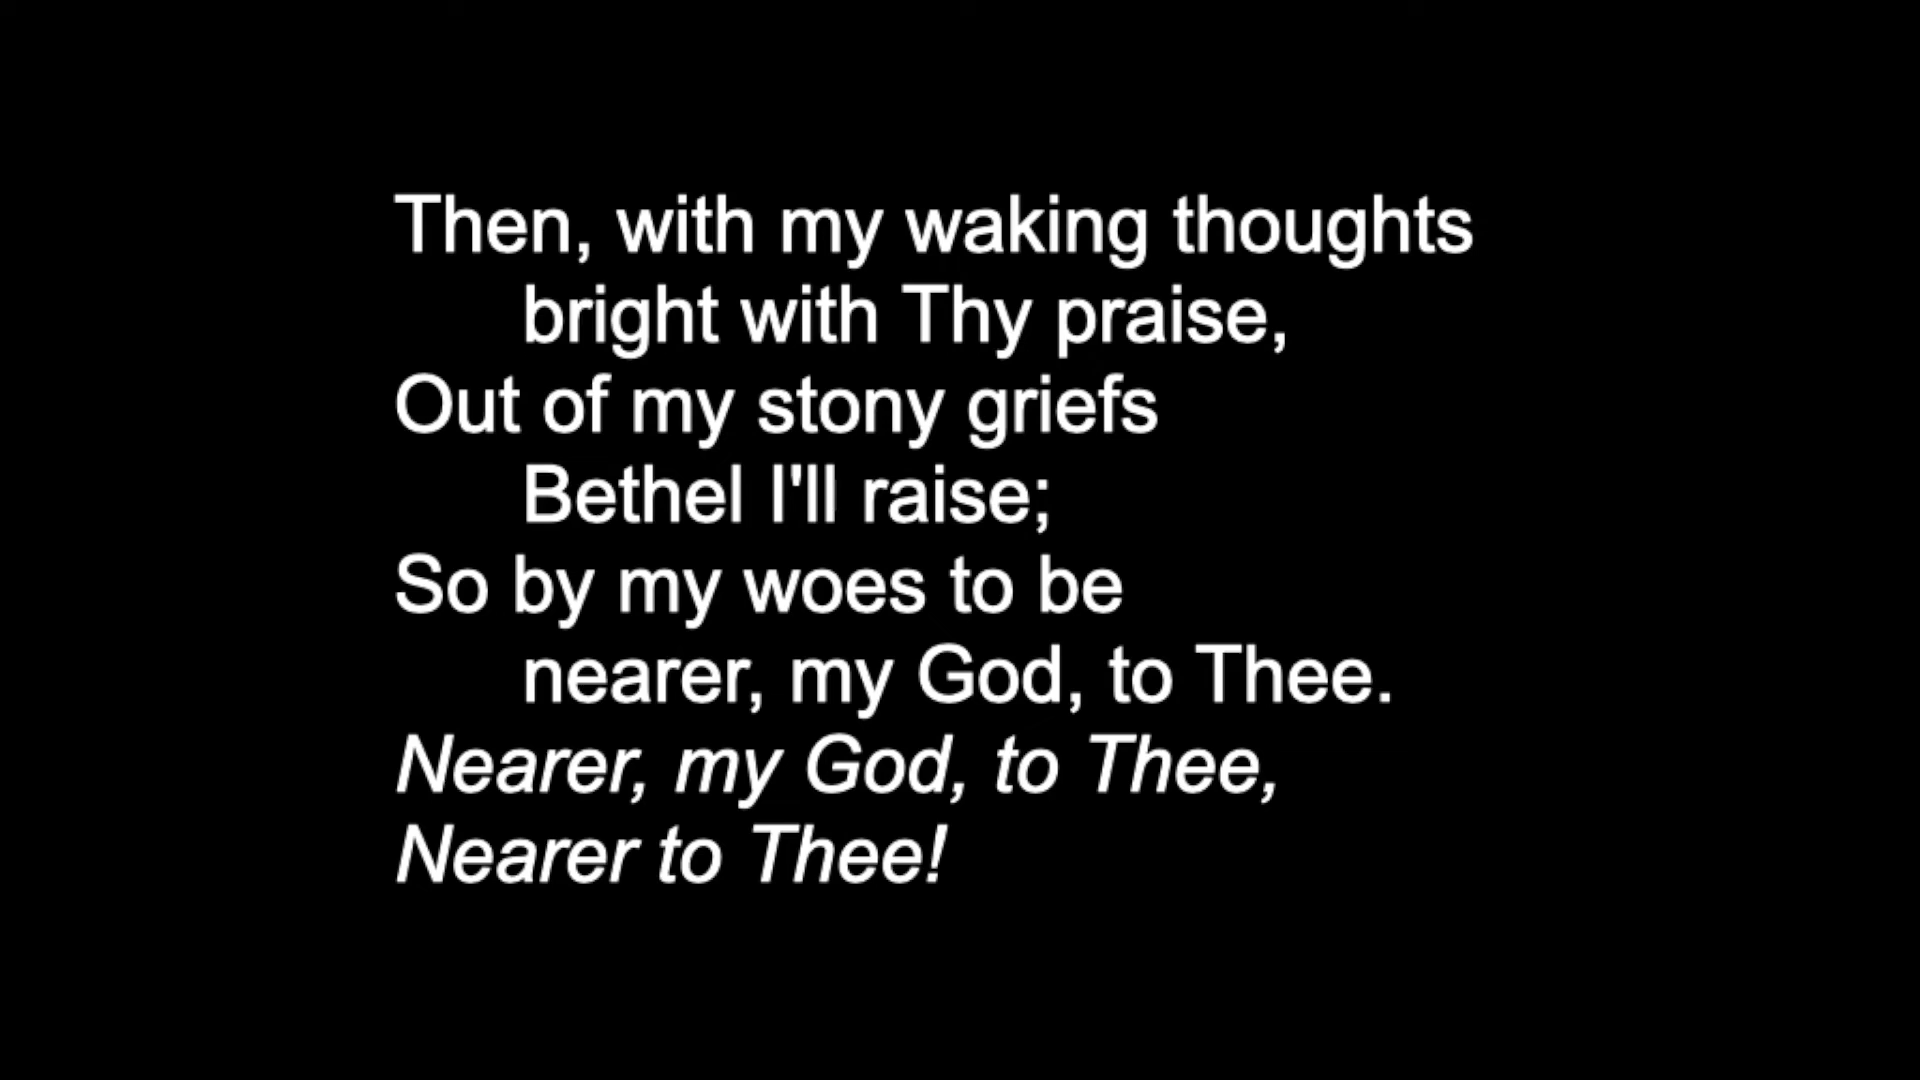 Then, with my waking thoughts
bright with Thy praise,
Out of my stony griefs
Bethel I'll raise;
So by my woes to be
nearer, my God, to Thee.
Nearer, my God, to Thee,
Nearer to Thee!